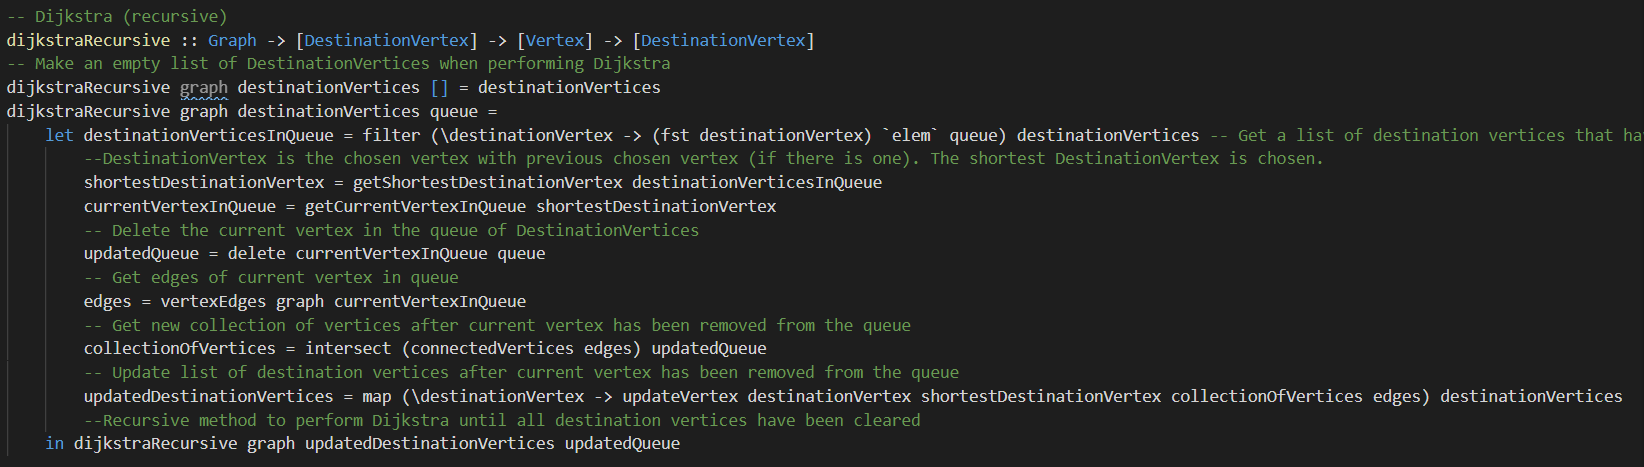 -- Dijkstra (recursive)
dijkstraRecursive :: Graph -> [DestinationVertex] -> [Vertex] -> [DestinationVertex]
-- Make an empty list of DestinationVertices when performing Dijkstra
dijkstraRecursive graph destinationVertices [] = destinationVertices
dijkstraRecursive graph destinationVertices queue =
    let destinationVerticesInQueue = filter (\destinationVertex -> (fst destinationVertex) `elem` queue) destinationVertices -- Get a list of destination vertices that
        --DestinationVertex is the chosen vertex with previous chosen vertex (if there is one). The shortest DestinationVertex is chosen.
        shortestDestinationVertex = getShortestDestinationVertex destinationVerticesInQueue
        currentVertexInQueue = getCurrentVertexInQueue shortestDestinationVertex
        -- Delete the current vertex in the queue of DestinationVertices
        updatedQueue = delete currentVertexInQueue queue
        -- Get edges of current vertex in queue
        edges = vertexEdges graph currentVertexInQueue
        -- Get new collection of vertices after current vertex has been removed from the queue
        collectionOfVertices = intersect (connectedVertices edges) updatedQueue
        -- Update list of destination vertices after current vertex has been removed from the queue
        updatedDestinationVertices = map (\destinationVertex -> updateVertex destinationVertex shortestDestinationVertex collectionOfVertices edges) destinationVertices
        --Recursive method to perform Dijkstra until all destination vertices have been cleared
    in dijkstraRecursive graph updatedDestinationVertices updatedQueue